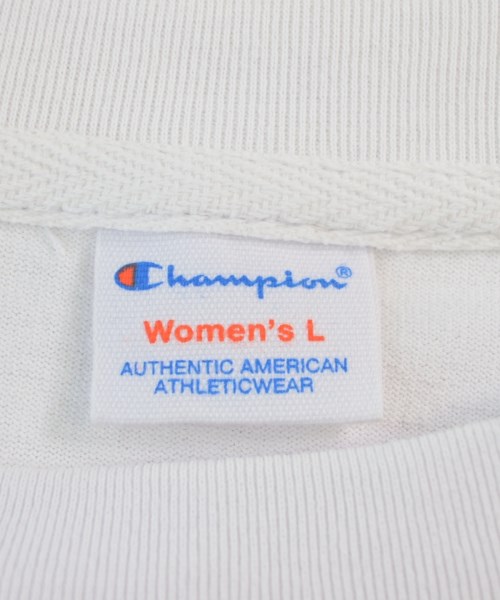 Champion®
Women's L
AUTHENTIC AMERICAN
ATHLETICWEAR